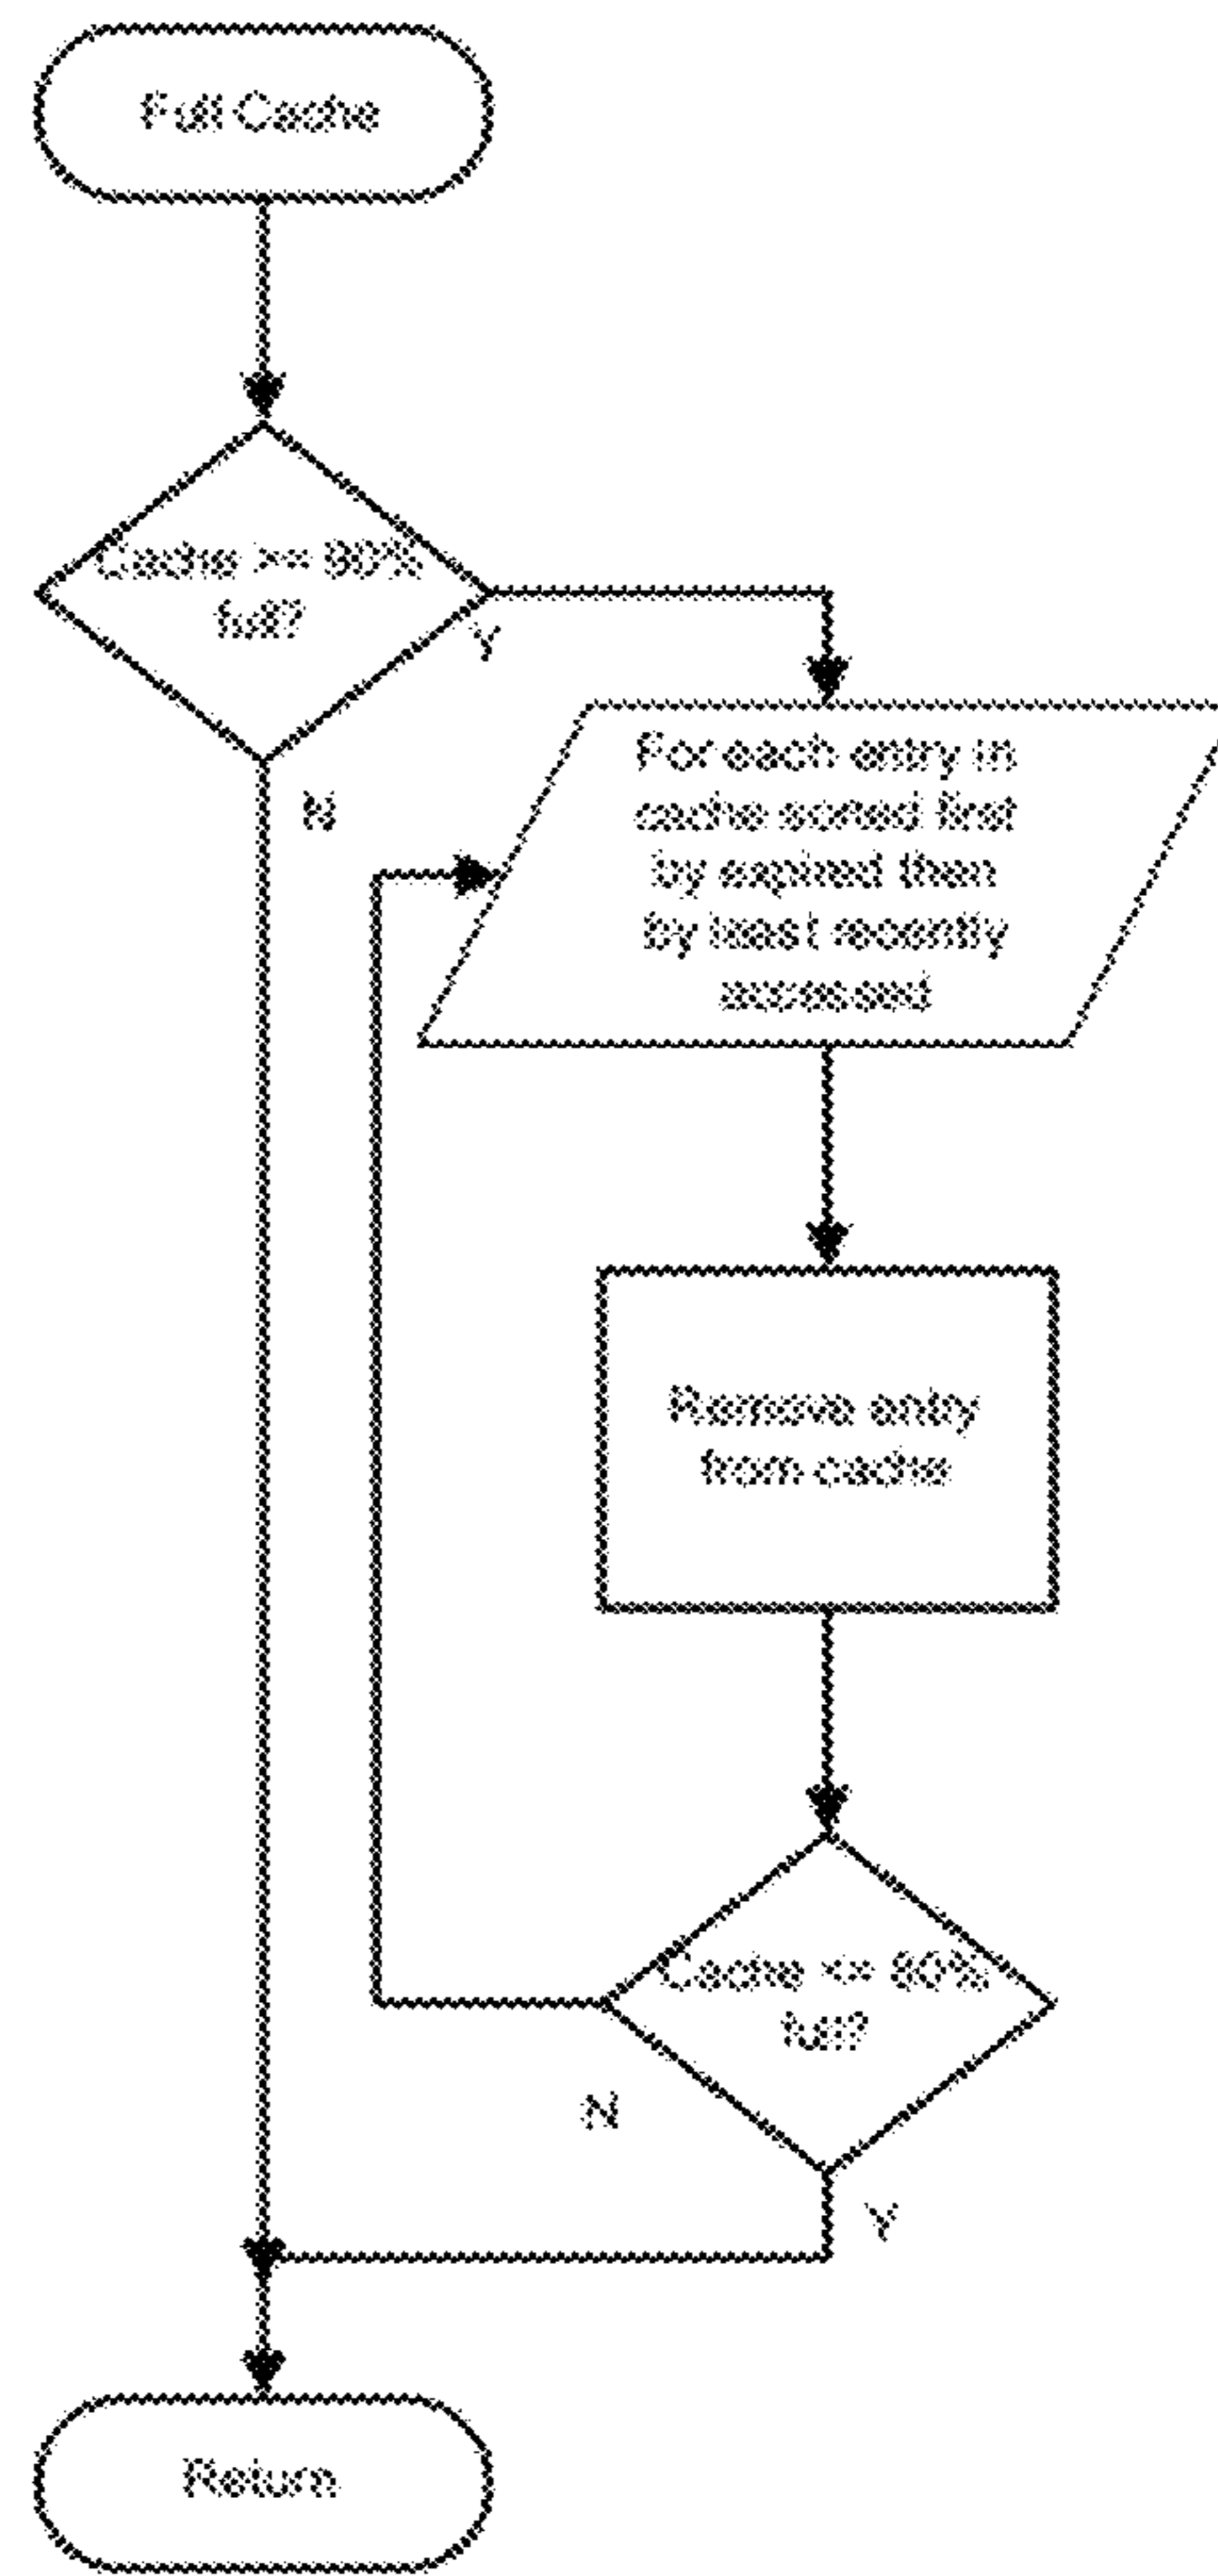 Full Cache
Cache >= 90%
full?
Y
N
For each entry in
cache sorted first
by expired then
by least recently
accessed
Remove entry
from cache
Cache <=
full?
N
Y
Return